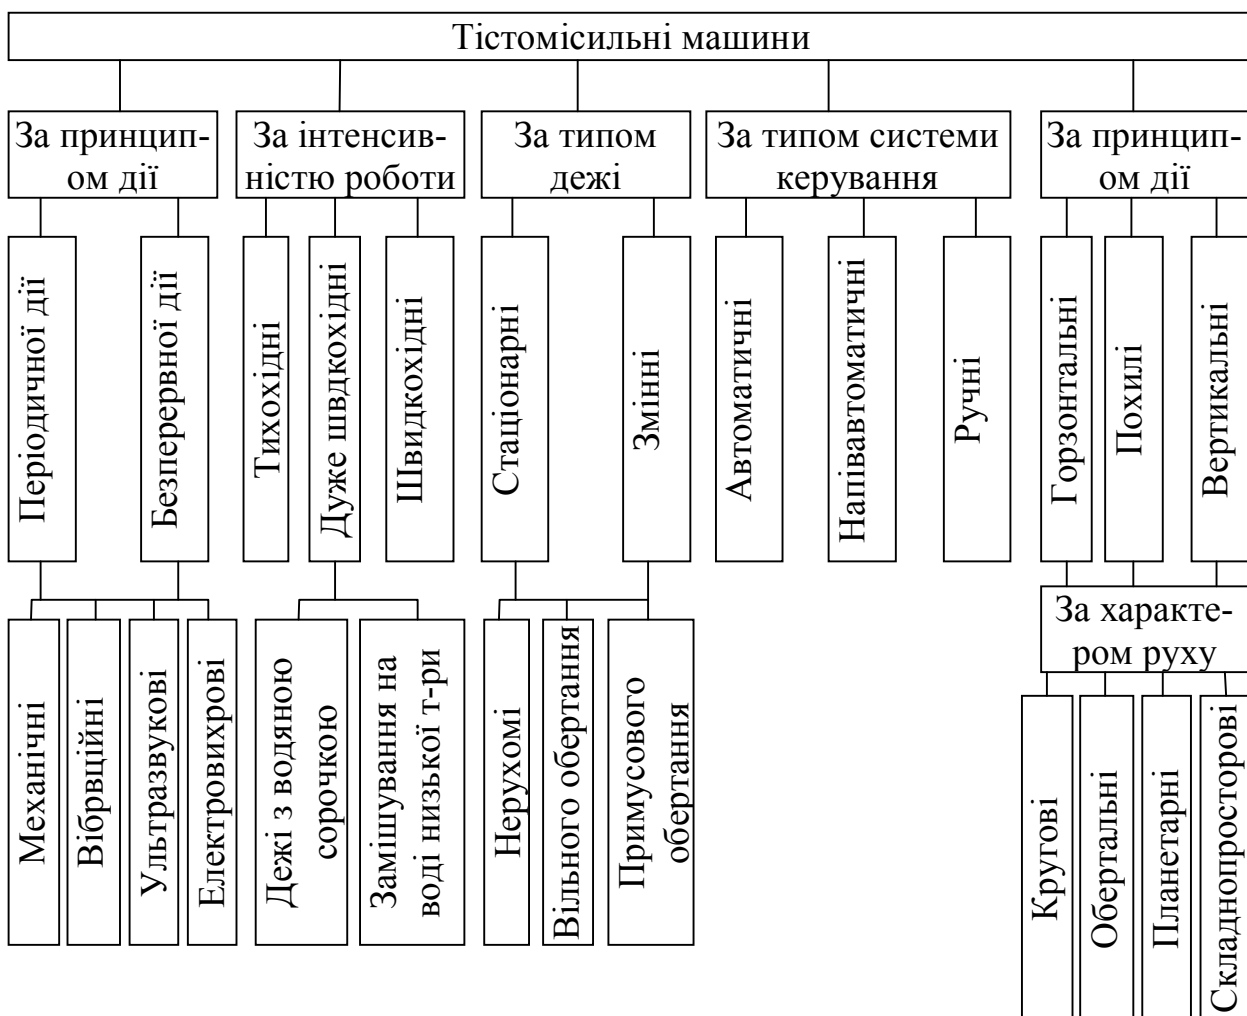 Тістомісильні машини
За принцип-
ом дії
За інтенсив-
ністю роботи
За типом
дежі
За типом системи
керування
За принцип-
ом дії
Періодичної дії
Безперервної дії
Тихохідні
Дуже швдкохідні
Швидкохідні
Стаціонарні
Змінні
Автоматичні
Напівавтоматичні
Ручні
Горзонтальні
Похилі
Вертикальні
За характе-
ром руху
Механічні
Вібрвційні
Ультразвукові
Електровихрові
Дежі з водяною
сорочкою
Замішування на
воді низької т-ри
Нерухомі
Вільного обертання
Примусового
обертання
Кругові
Обертальні
Планетарні
Складнопросторові